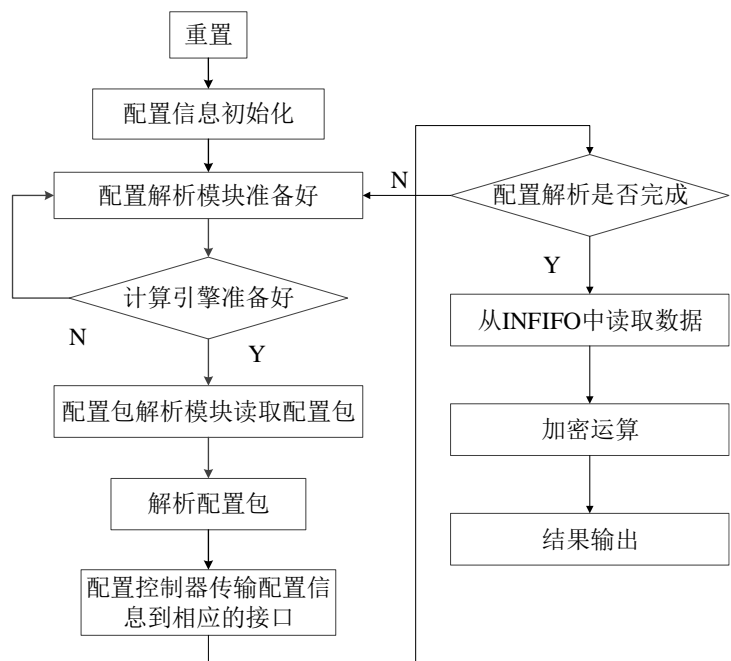 重置
配置信息初始化
配置解析模块准备好
计算引擎准备好
N
Y
配置包解析模块读取配置包
解析配置包
配置控制器传输配置信
息到相应的接口
配置解析是否完成
N
Y
从INFIFO中读取数据
加密运算
结果输出